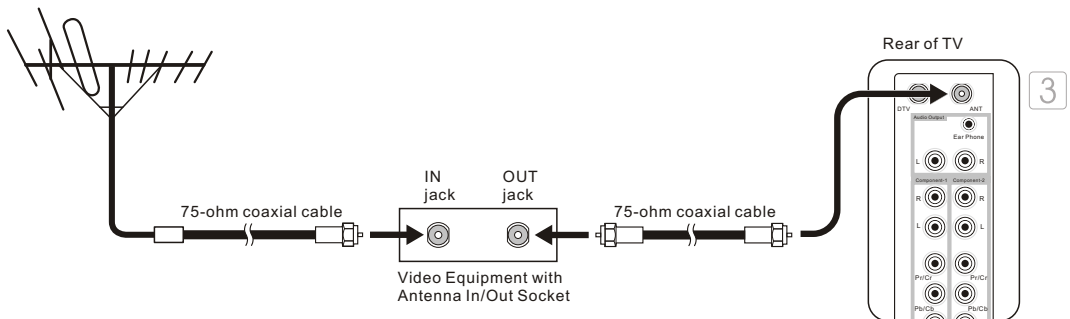 Rear of TV
3
DTV
ANT
Audio Output
Ear Phone
L
R
IN
jack
OUT
jack
Component-1
Component-2
R
R
75-ohm coaxial cable
75-ohm coaxial cable
L
L
Video Equipment with
Antenna In/Out Socket
Pr/Cr
Pr/Cr
Pb/Cb
Pb/Cb